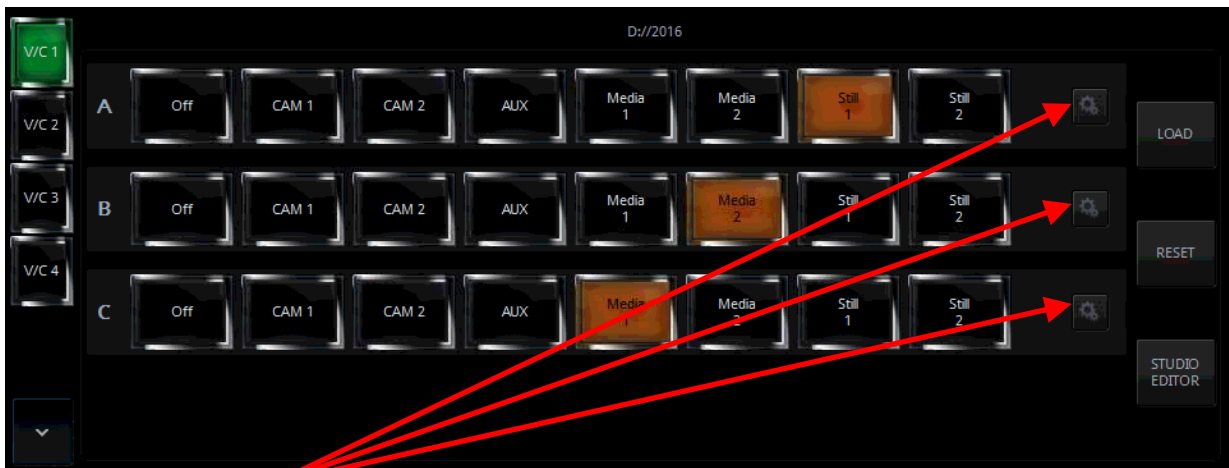 D://2016
V/C 1
V/C 2
V/C 3
V/C 4
A Off CAM 1 CAM 2 AUX Media 1 Media 2 Still 1 Still 2
B Off CAM 1 CAM 2 AUX Media 1 Media 2 Still 1 Still 2
C Off CAM 1 CAM 2 AUX Media 1 Media 2 Still 1 Still 2
LOAD
RESET
STUDIO
EDITOR